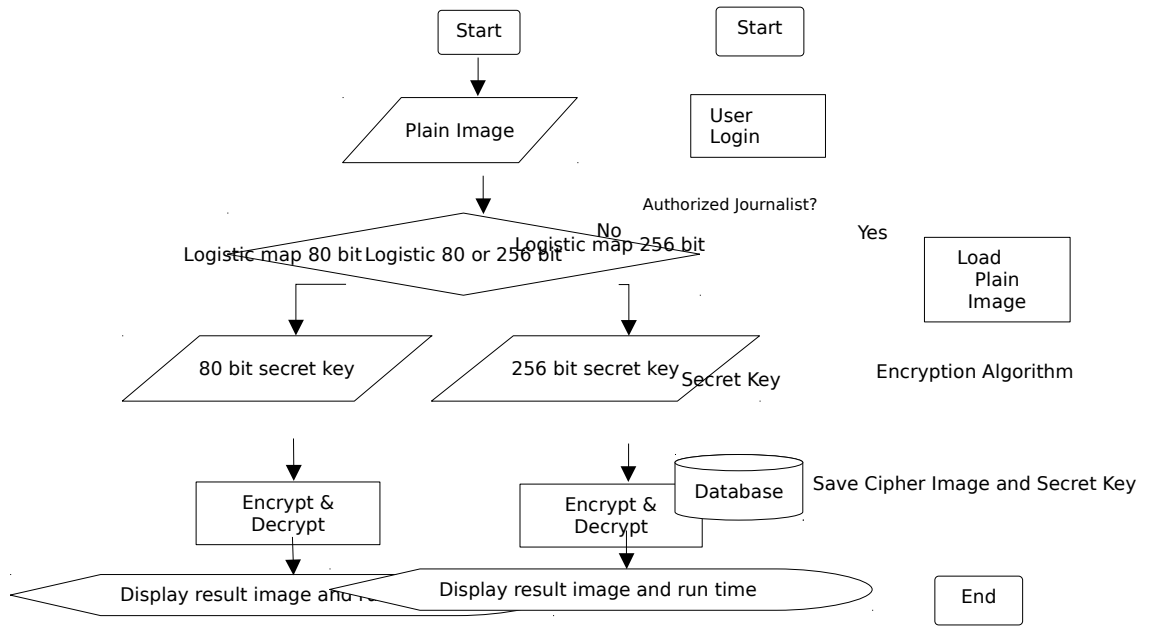 Start
Start
Plain Image
User
Login
Authorized Journalist?
No
Yes
Logistic map 256 bit
Logistic map 80 bit
Logistic 80 or 256 bit
Load
Plain
Image
80 bit secret key
256 bit secret key
Secret Key
Encryption Algorithm
Encrypt &
Decrypt
Encrypt &
Decrypt
Database
Save Cipher Image and Secret Key
Display result image and
Display result image and run time
End